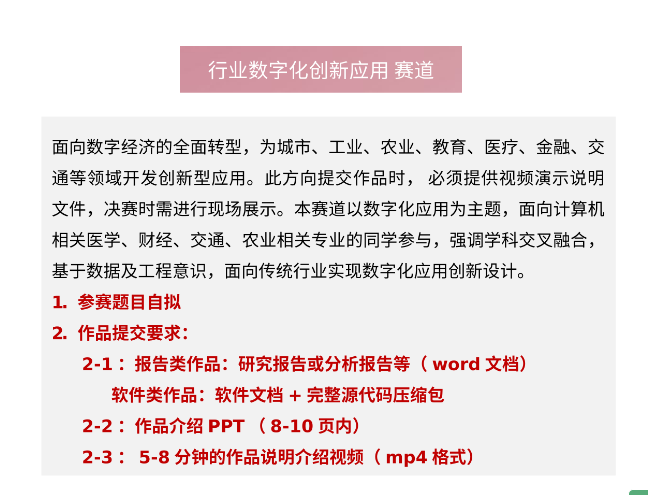 行业数字化创新应用 赛道
面向数字经济的全面转型，为城市、工业、农业、教育、医疗、金融、交
通等领域开发创新型应用。此方向提交作品时， 必须提供视频演示说明
文件，决赛时需进行现场展示。本赛道以数字化应用为主题，面向计算机
相关医学、财经、交通、农业相关专业的同学参与，强调学科交叉融合，
基于数据及工程意识，面向传统行业实现数字化应用创新设计。
1. 参赛题目自拟
2. 作品提交要求：
2-1 ：报告类作品：研究报告或分析报告等（ word 文档）
软件类作品：软件文档 + 完整源代码压缩包
2-2 ：作品介绍 PPT （ 8-10 页内）
2-3 ： 5-8 分钟的作品说明介绍视频（ mp4 格式）